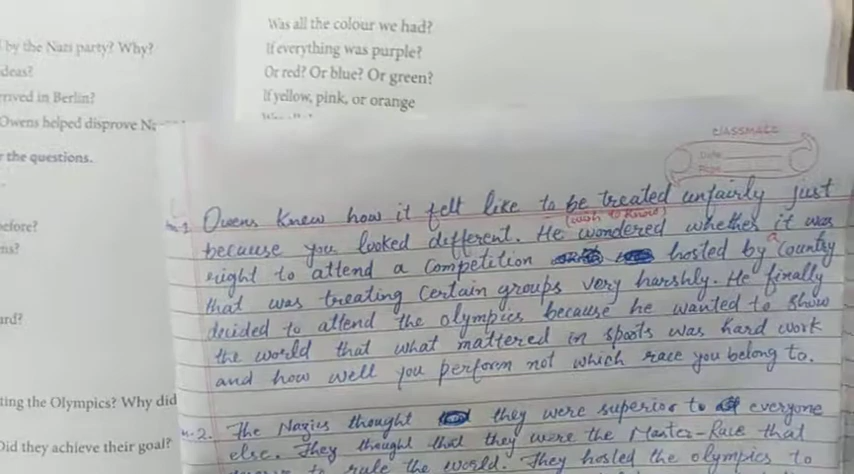 by the Nazi party? Why?
deas?
rrived in Berlin?
Owens helped disprove
r the questions.
efore?
ns?
ard?
ting the Olympics? Why did
Did they achieve their goal?
Was all the colour we had?
If everything was purple?
Or red? Or blue? Or green?
If yellow, pink, or orange
CLASSMATE
Date
Page
Owens knew how it felt like to be treated unfairly just
(wish to know)
because you looked different. He wondered whether it was
right to attend a competition hosted by a country
that was treating certain groups very harshly. He finally
decided to attend the olympics because he wanted to show
the world that what mattered in sports was hard work
and how well you perform not which race you belong to.
2. The Nazies thought they were superior to everyone
else. They thought that they were the Master-Race that
to rule the world. They hosted the olympics to